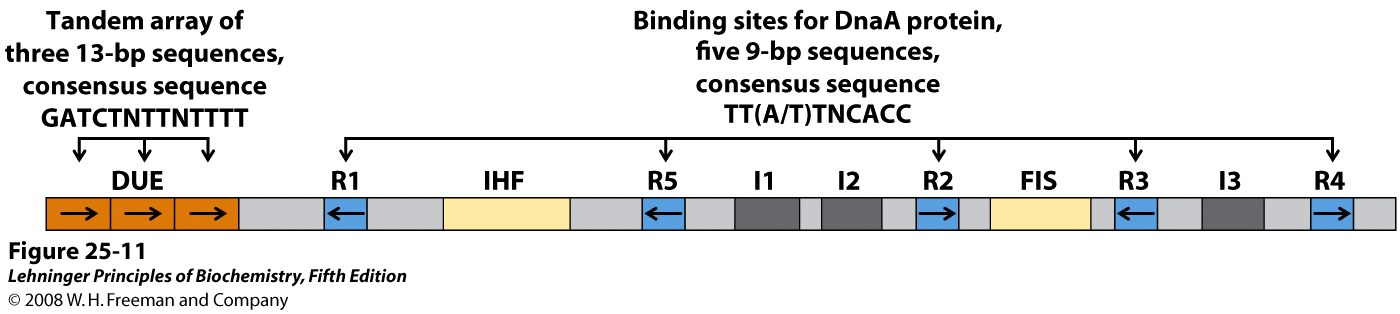 Tandem array of
three 13-bp sequences,
consensus sequence
GATCTNTTNTTTT
Binding sites for DnaA protein,
five 9-bp sequences,
consensus sequence
TT(A/T)TNCACC
DUE R1 IHF R5 I1 I2 R2 FIS R3 I3 R4
Figure 25-11
Lehninger Principles of Biochemistry, Fifth Edition
© 2008 W. H. Freeman and Company